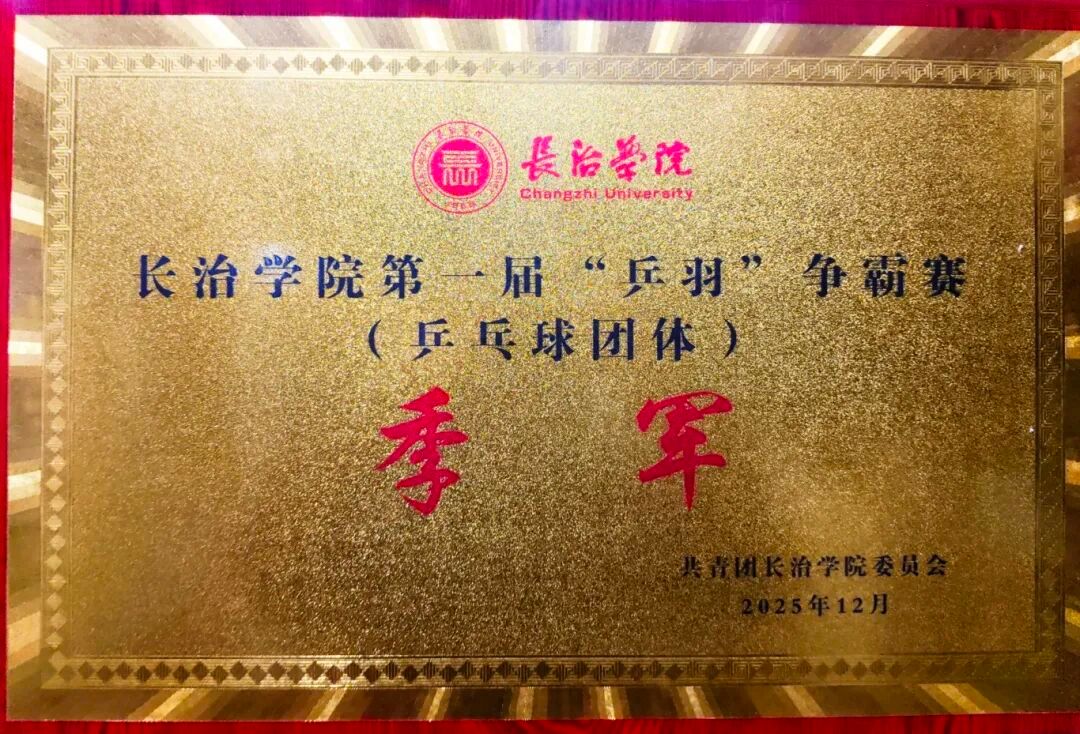 長治學院
Changzhi University
长治学院第一届“乒羽”争霸赛
（乒乓球团体）
季军
共青团长治学院委员会
2025年12月